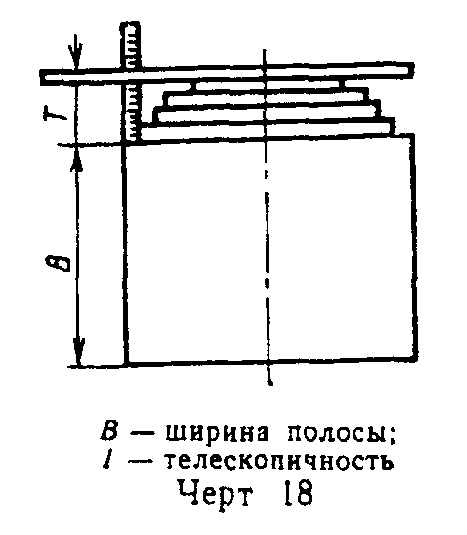 T
B
B — ширина полосы;
I — телескопичность
Черт 18